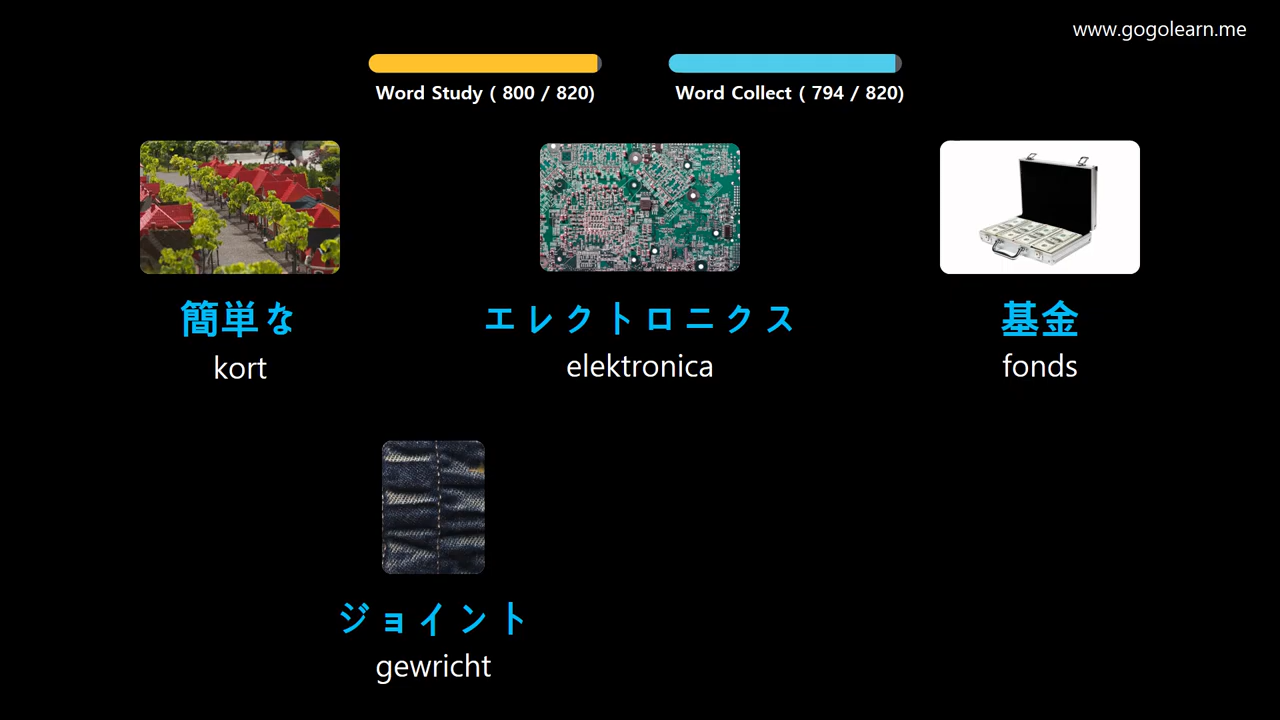 www.gogolearn.me
Word Study ( 800 / 820)
Word Collect ( 794 / 820)
簡単な
kort
エレクトロニクス
elektronica
基金
fonds
ジョイント
gewricht